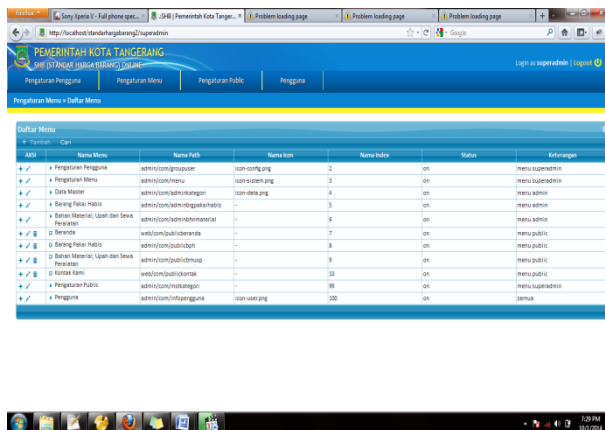 Firefox
Sony Xperia V - Full phone spec...
.:SHB | Pemerintah Kota Tanger...
Problem loading page
Problem loading page
Problem loading page
http://localhost/standarhargabarang2/superadmin
Google
PEMERINTAH KOTA TANGERANG
SHB (STANDAR HARGA BARANG) ONLINE
Login as superadmin | Logout
Pengaturan Pengguna
Pengaturan Menu
Pengaturan Public
Pengguna
Pengaturan Menu » Daftar Menu
Daftar Menu
+ Tambah Cari
AKSI Nama Menu Nama Path Nama Icon Nama Index Status Keterangan
Pengaturan Pengguna admin/com/groupuser icon-config.png 2 on menu superadmin
Pengaturan Menu admin/com/menu icon-sistem.png 3 on menu superadmin
Data Master admin/com/adminkategori icon-data.png 4 on menu admin
Barang Pakai Habis admin/com/adminbrgpakaihabis - 5 on menu admin
Bahan Material, Upah dan Sewa Peralatan admin/com/adminbhnmaterial - 6 on menu admin
Beranda web/com/publicberanda - 7 on menu public
Barang Pakai Habis admin/com/publicbph - 8 on menu public
Bahan Material, Upah dan Sewa Peralatan admin/com/publicbmusp - 9 on menu public
Kontak Kami web/com/publickontak - 10 on menu public
Pengaturan Public admin/com/mstkategori - 99 on menu superadmin
Pengguna admin/com/infopengguna icon-user.png 100 on semua
7:29 PM
10/1/2014